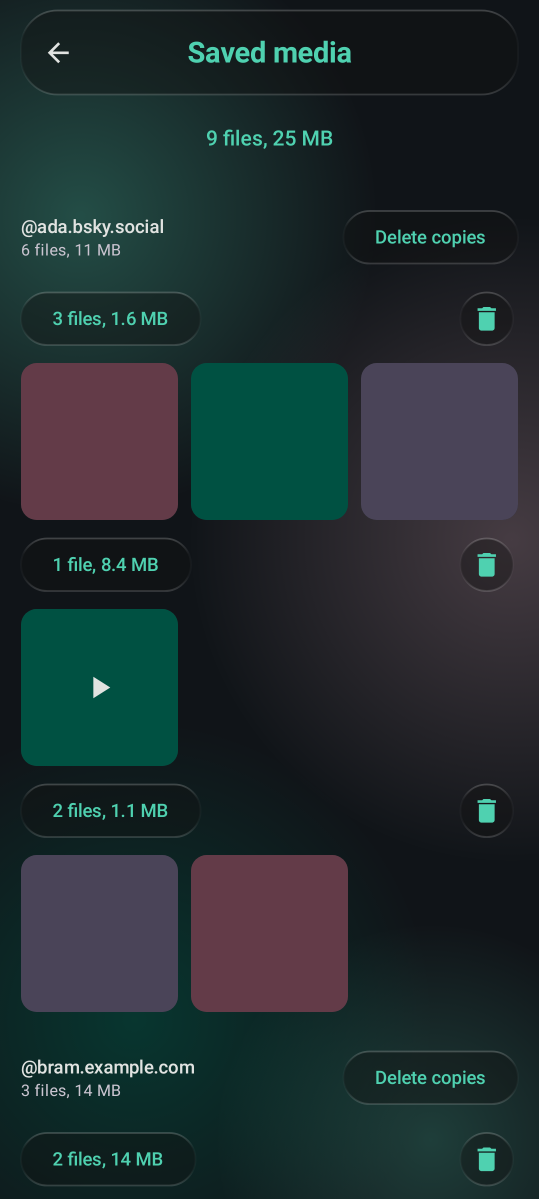 Saved media
9 files, 25 MB
@ada.bsky.social
6 files, 11 MB
Delete copies
3 files, 1.6 MB
1 file, 8.4 MB
2 files, 1.1 MB
@bram.example.com
3 files, 14 MB
Delete copies
2 files, 14 MB